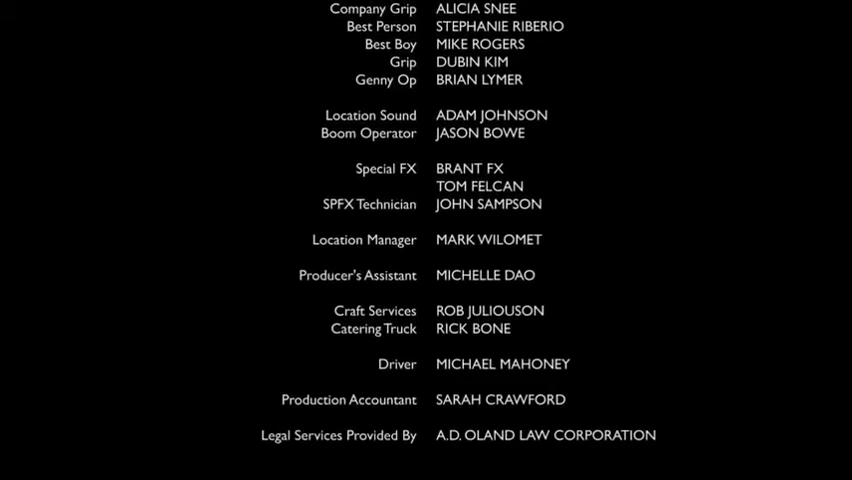 Company Grip ALICIA SNEE
Best Person STEPHANIE RIBERIO
Best Boy MIKE ROGERS
Grip DUBIN KIM
Genny Op BRIAN LYMER
Location Sound ADAM JOHNSON
Boom Operator JASON BOWE
Special FX BRANT FX
TOM FELCAN
SPFX Technician JOHN SAMPSON
Location Manager MARK WILOMET
Producer's Assistant MICHELLE DAO
Craft Services ROB JULIOUSON
Catering Truck RICK BONE
Driver MICHAEL MAHONEY
Production Accountant SARAH CRAWFORD
Legal Services Provided By A.D. OLAND LAW CORPORATION